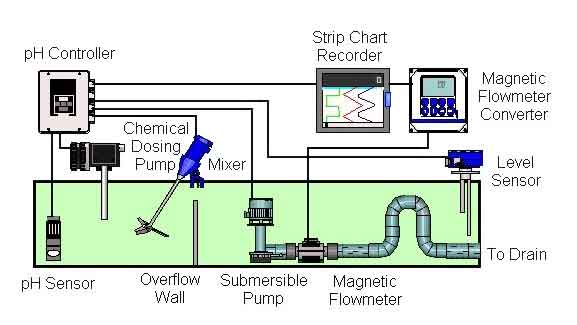 pH Controller
Strip Chart
Recorder
Magnetic
Flowmeter
Converter
Chemical
Dosing
Pump
Mixer
Level
Sensor
To Drain
pH Sensor
Overflow
Wall
Submersible
Pump
Magnetic
Flowmeter